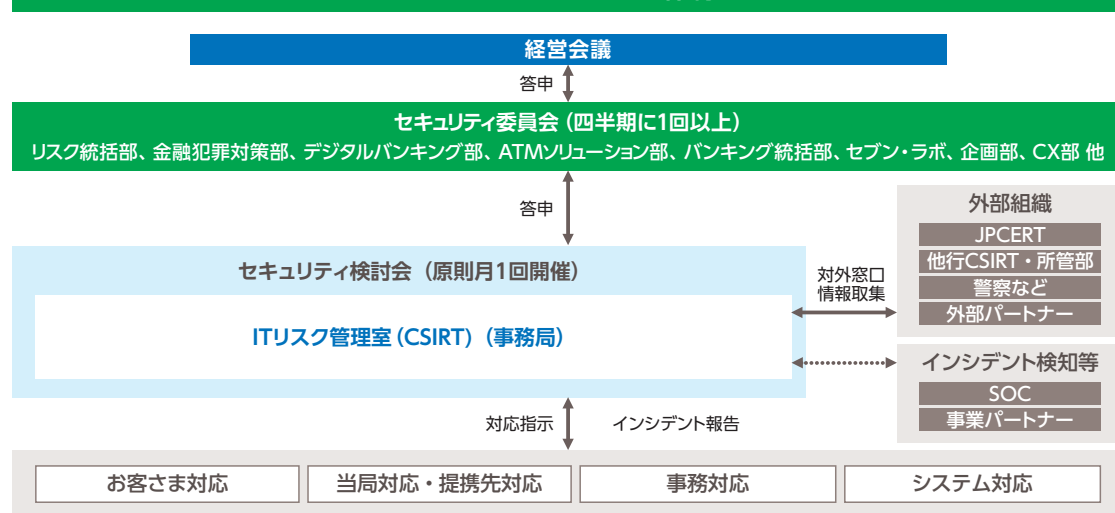 経営会議
答申
セキュリティ委員会（四半期に1回以上）
リスク統括部、金融犯罪対策部、デジタルバンキング部、ATMソリューション部、バンキング統括部、セブン・ラボ、企画部、CX部 他
答申
外部組織
JPCERT
他行CSIRT・所管部
警察など
外部パートナー
セキュリティ検討会（原則月1回開催）
対外窓口
情報取集
ITリスク管理室（CSIRT）（事務局）
インシデント検知等
SOC
事業パートナー
対応指示
インシデント報告
お客さま対応
当局対応・提携先対応
事務対応
システム対応